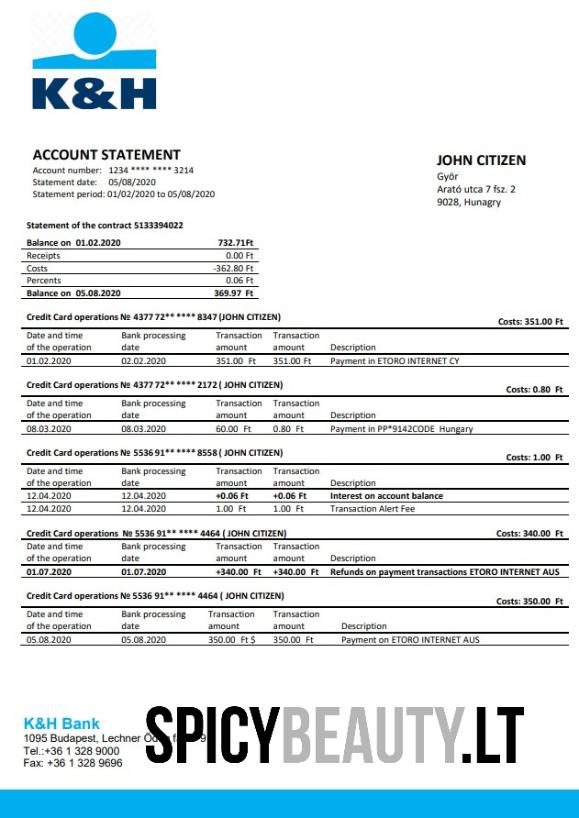 K&H
ACCOUNT STATEMENT
Account number: 1234 **** **** 3214
Statement date: 05/08/2020
Statement period: 01/02/2020 to 05/08/2020
JOHN CITIZEN
Györ
Arató utca 7 fsz. 2
9028, Hunagry
Statement of the contract 5133394022
Balance on 01.02.2020 732.71Ft
Receipts 0.00 Ft
Costs -362.80 Ft
Percents 0.06 Ft
Balance on 05.08.2020 369.97 Ft
Credit Card operations № 4377 72** **** 8347 (JOHN CITIZEN) Costs: 351.00 Ft
Date and time Bank processing Transaction Transaction
of the operation date amount amount Description
01.02.2020 02.02.2020 351.00 Ft 351.00 Ft Payment in ETORO INTERNET CY
Credit Card operations № 4377 72** **** 2172 ( JOHN CITIZEN) Costs: 0.80 Ft
Date and time Bank processing Transaction Transaction
of the operation date amount amount Description
08.03.2020 08.03.2020 60.00 Ft 0.80 Ft Payment in PP*9142CODE Hungary
Credit Card operations № 5536 91** **** 8558 ( JOHN CITIZEN) Costs: 1.00 Ft
Date and time Bank processing Transaction Transaction
of the operation date amount amount Description
12.04.2020 12.04.2020 +0.06 Ft +0.06 Ft Interest on account balance
12.04.2020 12.04.2020 1.00 Ft 1.00 Ft Transaction Alert Fee
Credit Card operations № 5536 91** **** 4464 ( JOHN CITIZEN) Costs: 340.00 Ft
Date and time Bank processing Transaction Transaction
of the operation date amount amount Description
01.07.2020 01.07.2020 +340.00 Ft +340.00 Ft Refunds on payment transactions ETORO INTERNET AUS
Credit Card operations № 5536 91** **** 4464 ( JOHN CITIZEN) Costs: 350.00 Ft
Date and time Bank processing Transaction Transaction
of the operation date amount amount Description
05.08.2020 05.08.2020 350.00 Ft $ 350.00 Ft Payment on ETORO INTERNET AUS
K&H Bank
1095 Budapest, Lechner
Tel.:+36 1 328 9000
Fax: +36 1 328 9696
SPICYBEAUTY.LT